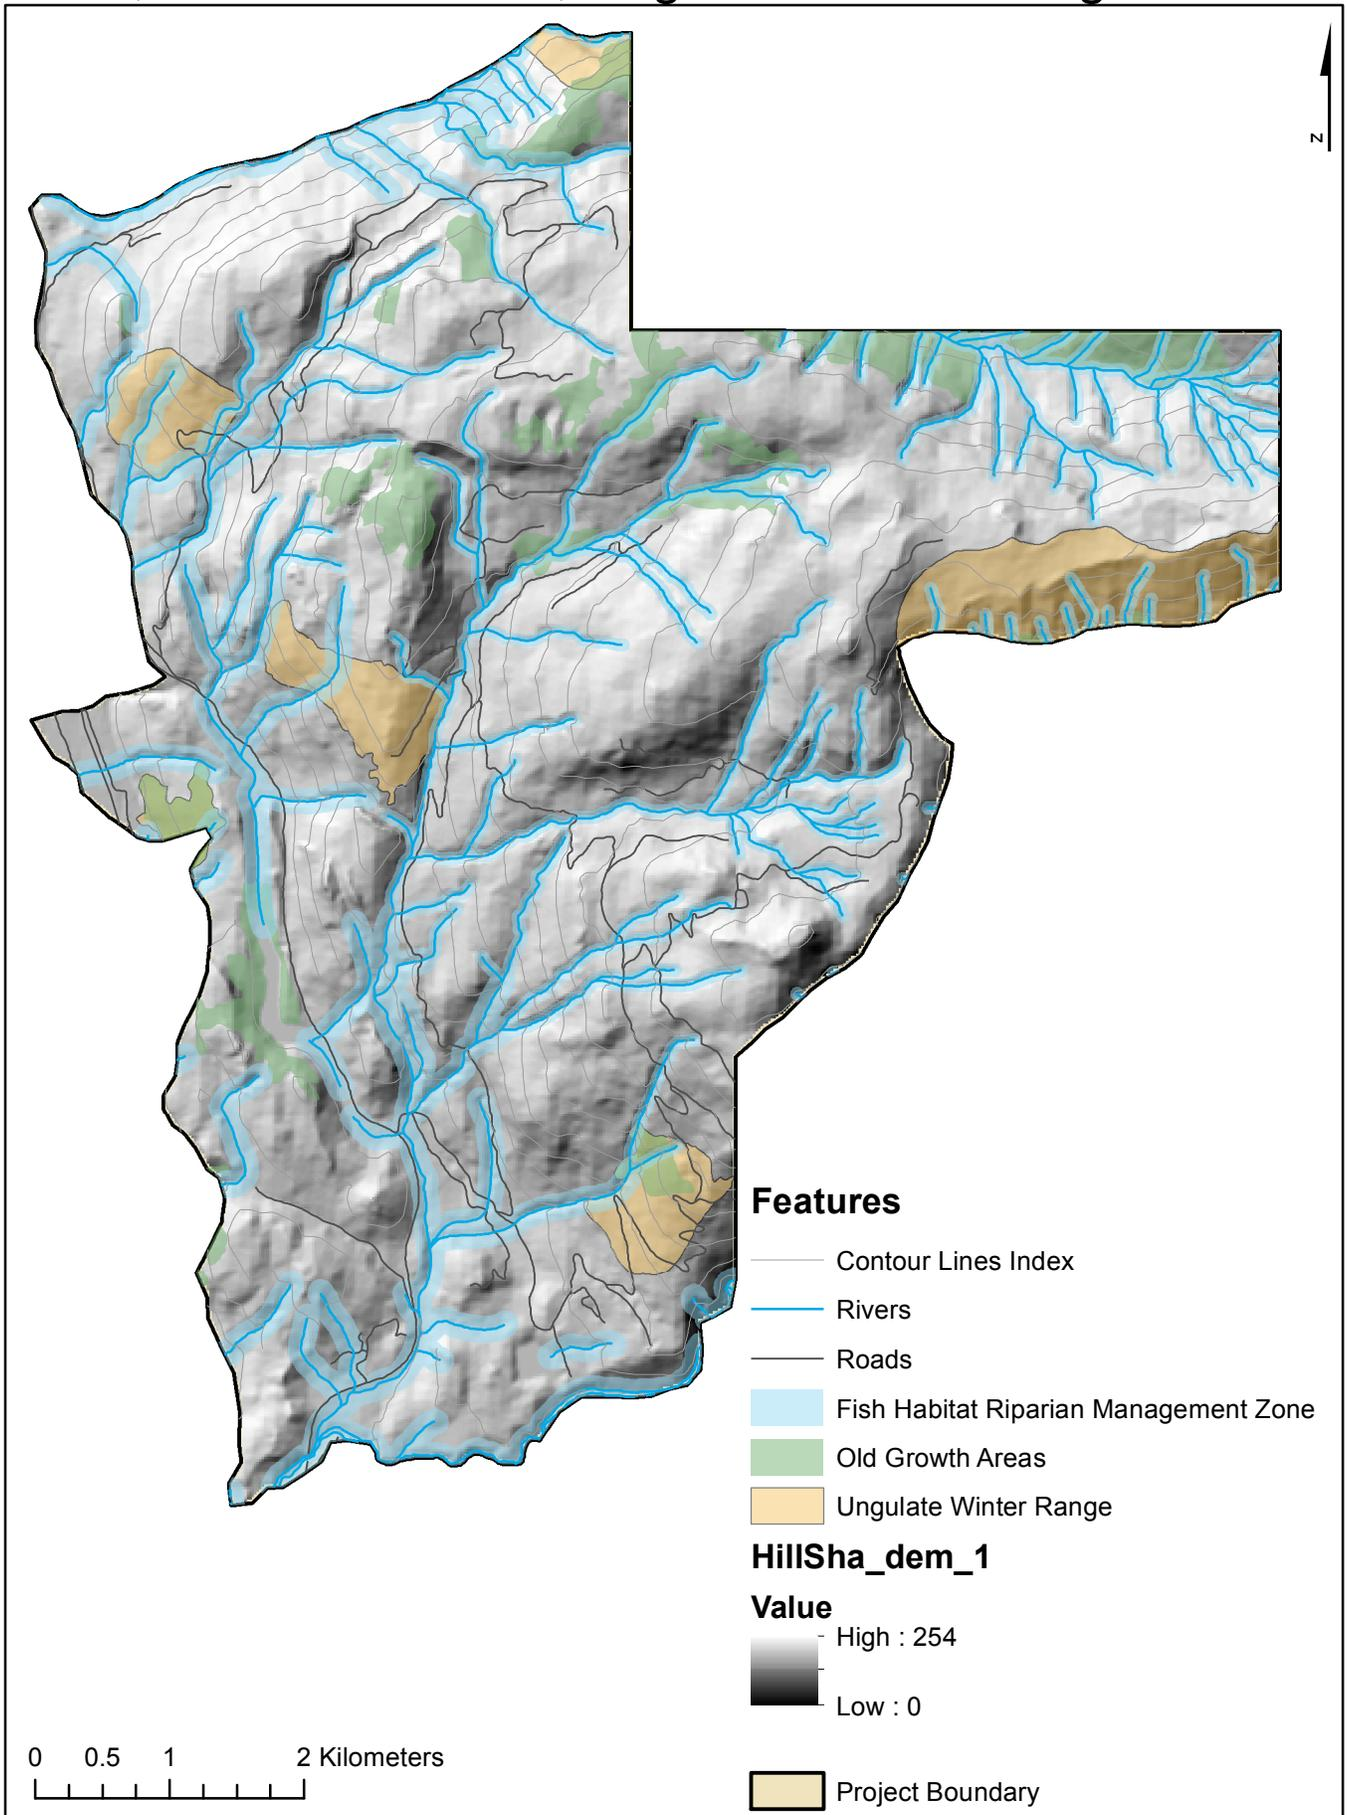 N
Features
Contour Lines Index
Rivers
Roads
Fish Habitat Riparian Management Zone
Old Growth Areas
Ungulate Winter Range
HillSha_dem_1
Value
High : 254
Low : 0
0 0.5 1 2 Kilometers
Project Boundary